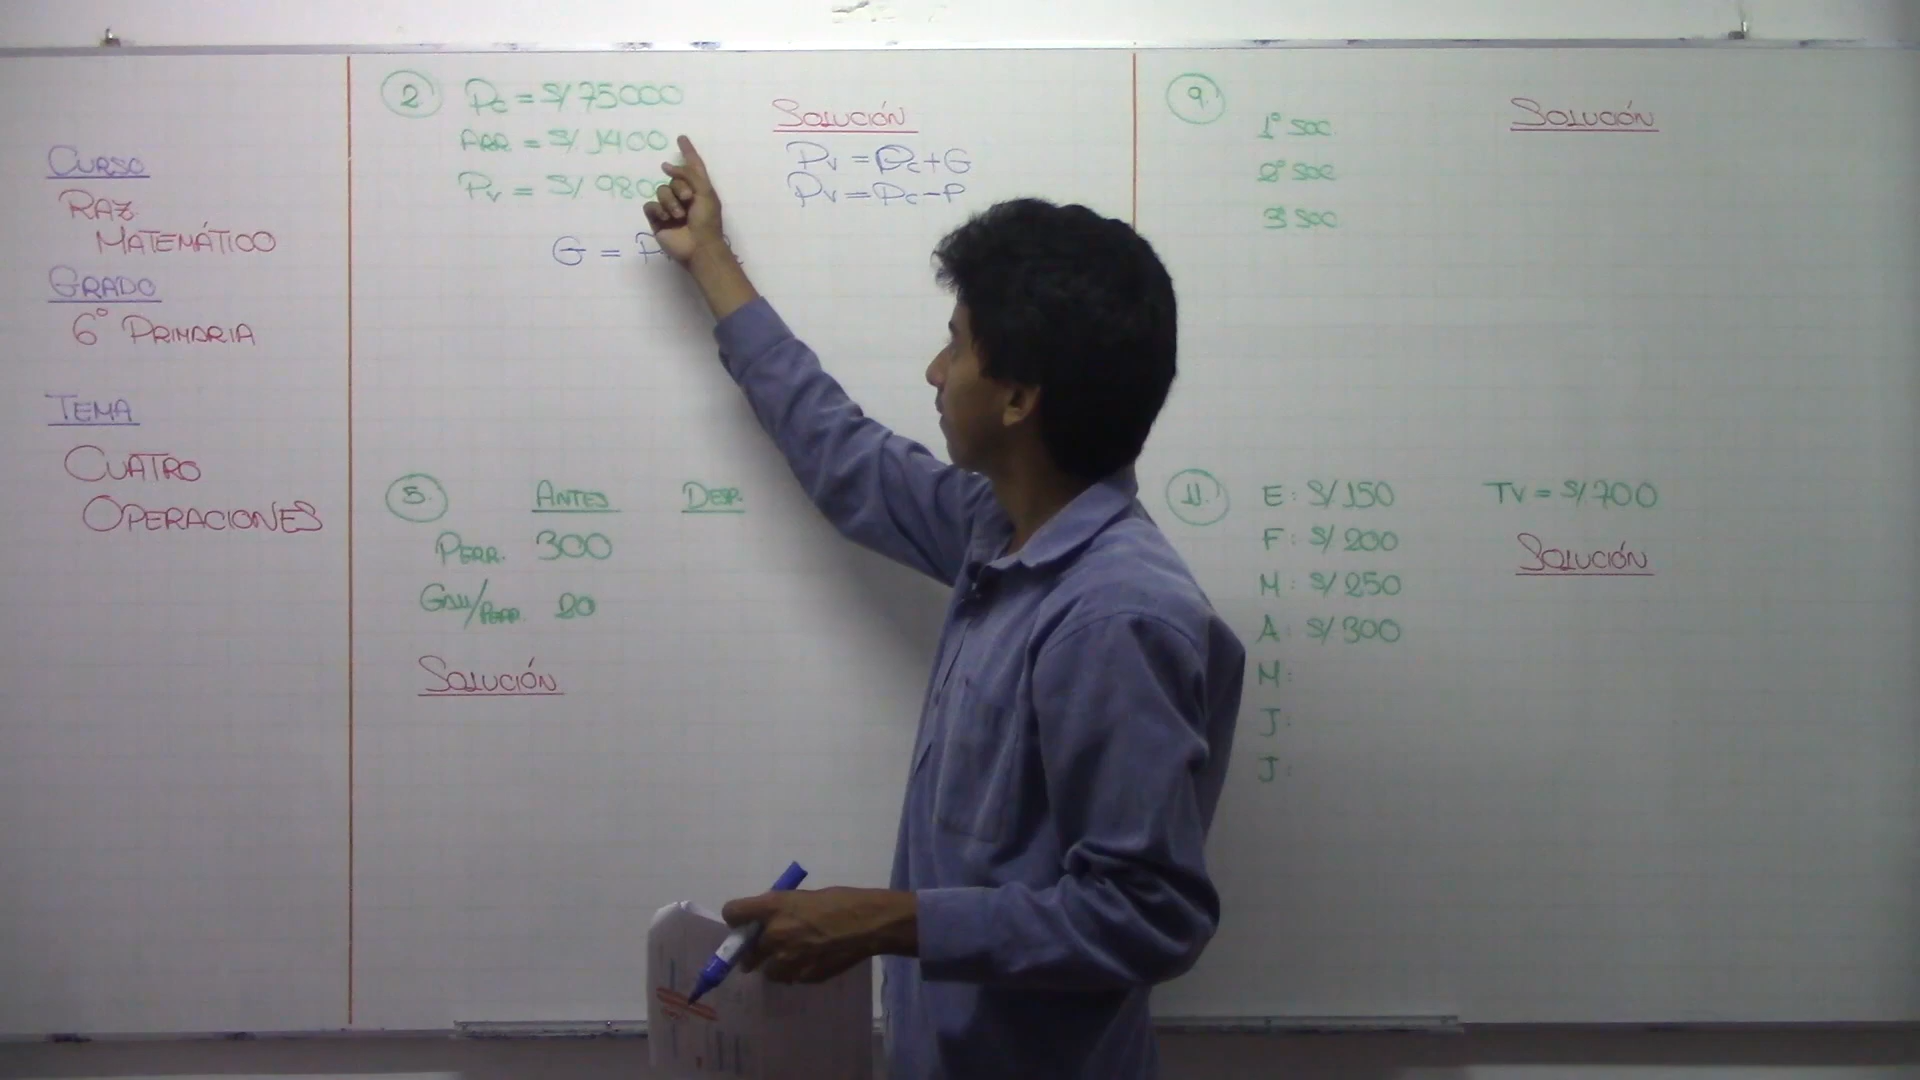 CURSO
RAZ.
MATEMÁTICO
GRADO
6° PRIMARIA
TEMA
CUATRO
OPERACIONES
2 Pc = S/ 75000
ARR = S/. 1400
Pv = S/ 980
G =
SOLUCIÓN
Pv = Pc + G
Pv = Pc - P
5. ANTES DESP.
PERR. 300
GAN/PERR. 20
SOLUCIÓN
9. SOLUCIÓN
1° SOC
2° SOC
3° SOC
11. E: S/ 150 TV = S/ 700
F: S/ 200
M: S/ 250
A: S/ 300
M:
J:
J:
SOLUCIÓN